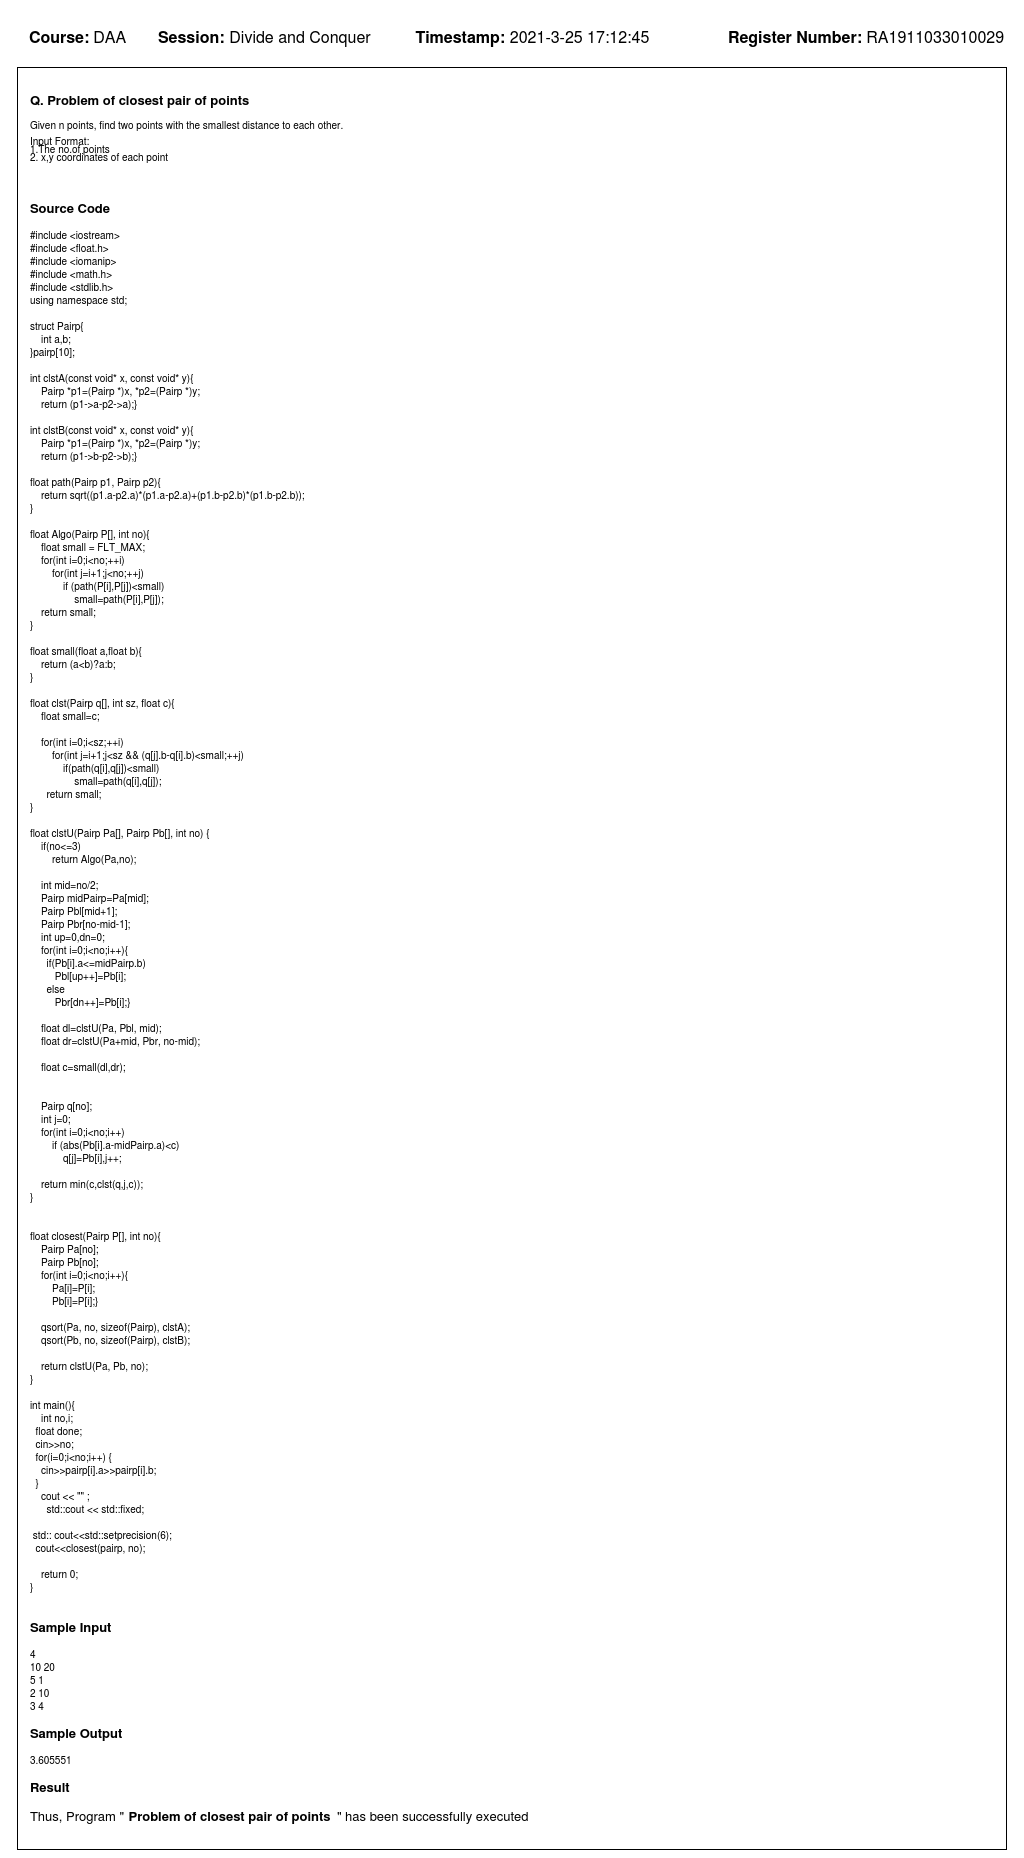 Course: DAA Session: Divide and Conquer Timestamp: 2021-3-25 17:12:45 Register Number: RA1911033010029
Q. Problem of closest pair of points
Given n points, find two points with the smallest distance to each other.
Input Format:
1.The no.of points
2. x,y coordinates of each point
Source Code
#include <iostream>
#include <float.h>
#include <iomanip>
#include <math.h>
#include <stdlib.h>
using namespace std;
struct Pairp{
    int a,b;
}pairp[10];
int clstA(const void* x, const void* y){
    Pairp *p1=(Pairp *)x, *p2=(Pairp *)y;
    return (p1->a-p2->a);}
int clstB(const void* x, const void* y){
    Pairp *p1=(Pairp *)x, *p2=(Pairp *)y;
    return (p1->b-p2->b);}
float path(Pairp p1, Pairp p2){
    return sqrt((p1.a-p2.a)*(p1.a-p2.a)+(p1.b-p2.b)*(p1.b-p2.b));
}
float Algo(Pairp P[], int no){
    float small = FLT_MAX;
    for(int i=0;i<no;++i)
        for(int j=i+1;j<no;++j)
            if (path(P[i],P[j])<small)
                small=path(P[i],P[j]);
    return small;
}
float small(float a,float b){
    return (a<b)?a:b;
}
float clst(Pairp q[], int sz, float c){
    float small=c;
    for(int i=0;i<sz;++i)
        for(int j=i+1;j<sz && (q[j].b-q[i].b)<small;++j)
            if(path(q[i],q[j])<small)
                small=path(q[i],q[j]);
      return small;
}
float clstU(Pairp Pa[], Pairp Pb[], int no) {
    if(no<=3)
        return Algo(Pa,no);
    int mid=no/2;
    Pairp midPairp=Pa[mid];
    Pairp Pbl[mid+1];
    Pairp Pbr[no-mid-1];
    int up=0,dn=0;
    for(int i=0;i<no;i++){
      if(Pb[i].a<=midPairp.b)
         Pbl[up++]=Pb[i];
      else
         Pbr[dn++]=Pb[i];}
    float dl=clstU(Pa, Pbl, mid);
    float dr=clstU(Pa+mid, Pbr, no-mid);
    float c=small(dl,dr);
    Pairp q[no];
    int j=0;
    for(int i=0;i<no;i++)
        if (abs(Pb[i].a-midPairp.a)<c)
            q[j]=Pb[i],j++;
    return min(c,clst(q,j,c));
}
float closest(Pairp P[], int no){
    Pairp Pa[no];
    Pairp Pb[no];
    for(int i=0;i<no;i++){
        Pa[i]=P[i];
        Pb[i]=P[i];}
    qsort(Pa, no, sizeof(Pairp), clstA);
    qsort(Pb, no, sizeof(Pairp), clstB);
    return clstU(Pa, Pb, no);
}
int main(){
    int no,i;
  float done;
  cin>>no;
  for(i=0;i<no;i++) {
    cin>>pairp[i].a>>pairp[i].b;
  }
    cout << "" ;
      std::cout << std::fixed;
 std:: cout<<std::setprecision(6);
  cout<<closest(pairp, no);
    return 0;
}
Sample Input
4
10 20
5 1
2 10
3 4
Sample Output
3.605551
Result
Thus, Program " Problem of closest pair of points " has been successfully executed